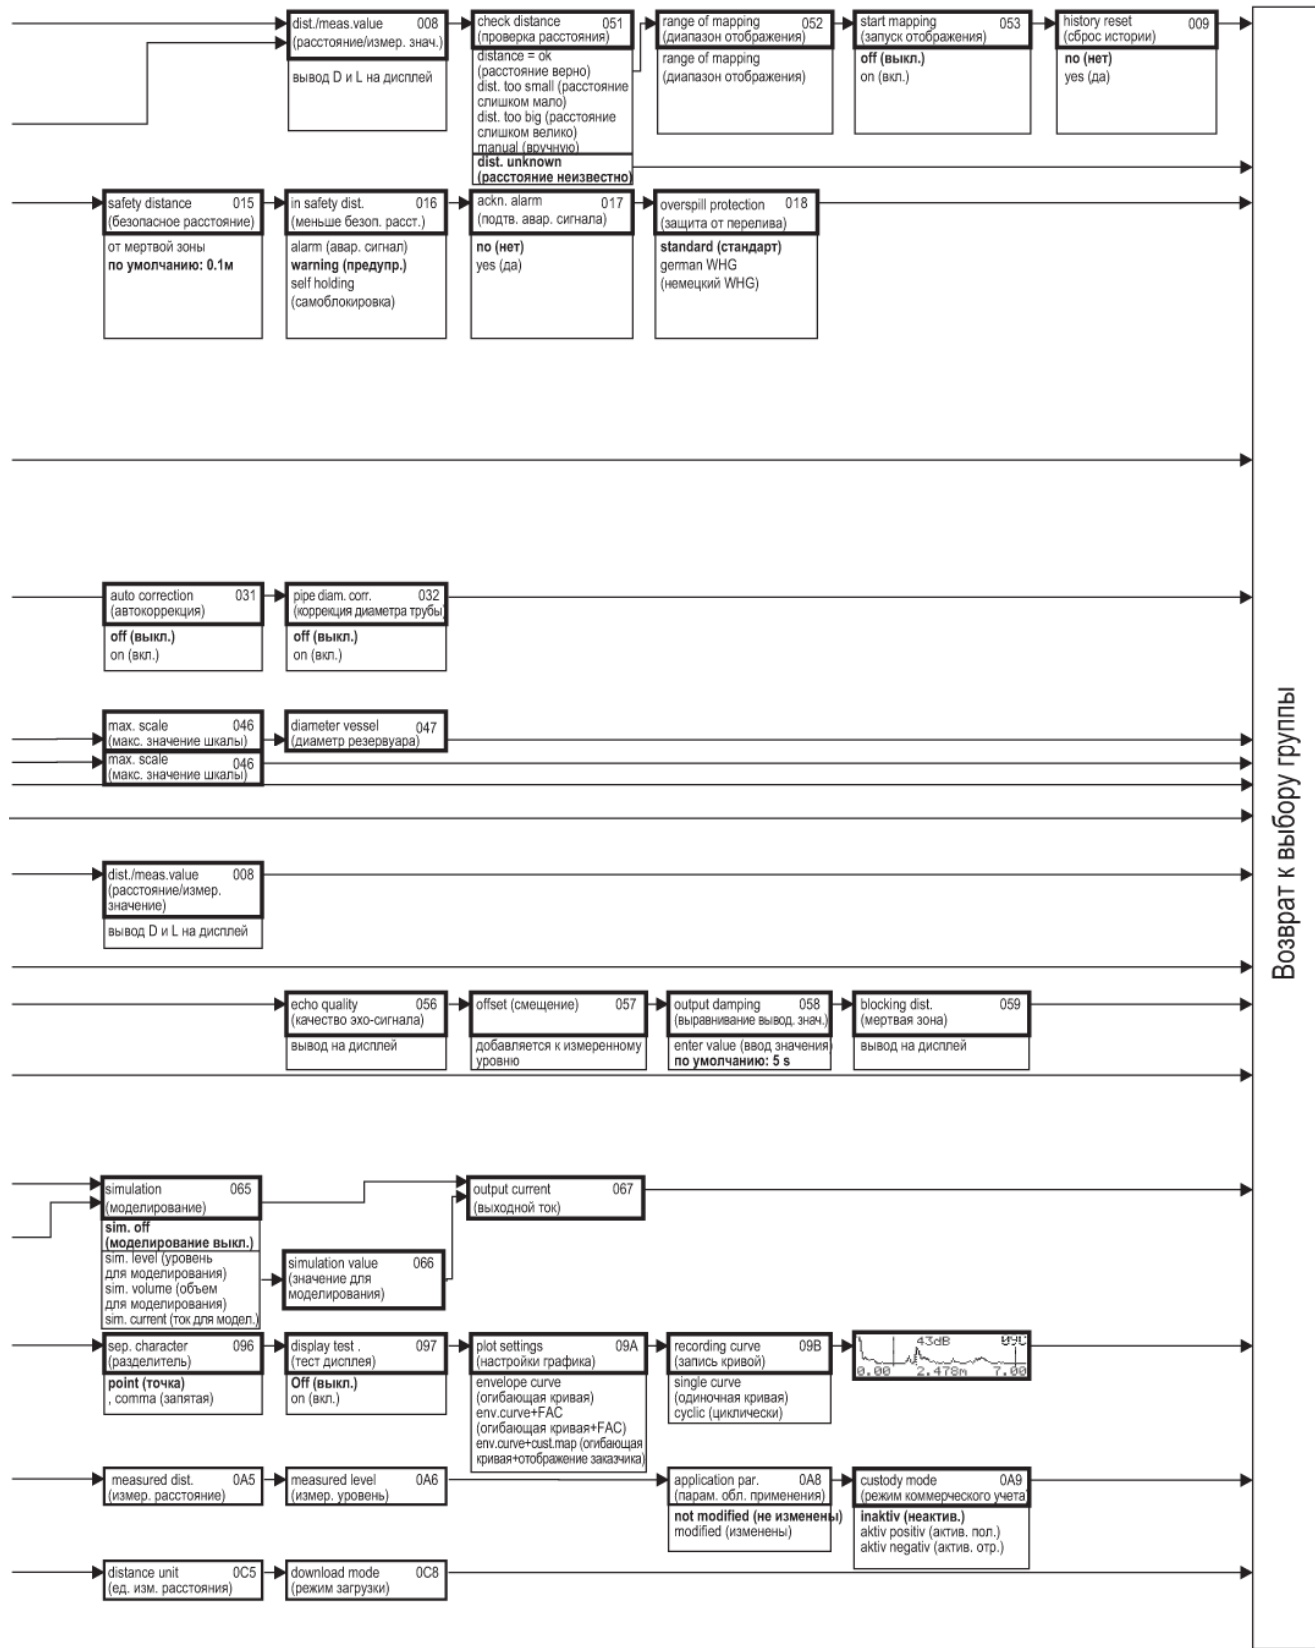 dist./meas.value 008
(расстояние/измер. знач.)
вывод D и L на дисплей
check distance 051
(проверка расстояния)
distance = ok
(расстояние верно)
dist. too small (расстояние
слишком мало)
dist. too big (расстояние
слишком велико)
manual (вручную)
dist. unknown
(расстояние неизвестно)
range of mapping 052
(диапазон отображения)
range of mapping
(диапазон отображения)
start mapping 053
(запуск отображения)
off (выкл.)
on (вкл.)
history reset 009
(сброс истории)
no (нет)
yes (да)
safety distance 015
(безопасное расстояние)
от мертвой зоны
по умолчанию: 0.1м
in safety dist. 016
(меньше безоп. расст.)
alarm (авар. сигнал)
warning (предупр.)
self holding
(самоблокировка)
ackn. alarm 017
(подтв. авар. сигнала)
no (нет)
yes (да)
overspill protection 018
(защита от перелива)
standard (стандарт)
german WHG
(немецкий WHG)
auto correction 031
(автокоррекция)
off (выкл.)
on (вкл.)
pipe diam. corr. 032
(коррекция диаметра трубы)
off (выкл.)
on (вкл.)
max. scale 046
(макс. значение шкалы)
diameter vessel 047
(диаметр резервуара)
max. scale 046
(макс. значение шкалы)
dist./meas.value 008
(расстояние/измер.
значение)
вывод D и L на дисплей
echo quality 056
(качество эхо-сигнала)
вывод на дисплей
offset (смещение) 057
добавляется к измеренному
уровню
output damping 058
(выравнивание вывод. знач.)
enter value (ввод значения)
по умолчанию: 5 s
blocking dist. 059
(мертвая зона)
вывод на дисплей
simulation 065
(моделирование)
sim. off
(моделирование выкл.)
sim. level (уровень
для моделирования)
sim. volume (объем
для моделирования)
sim. current (ток для модел.)
simulation value 066
(значение для
моделирования)
output current 067
(выходной ток)
sep. character 096
(разделитель)
point (точка)
, comma (запятая)
display test . 097
(тест дисплея)
Off (выкл.)
on (вкл.)
plot settings 09A
(настройки графика)
envelope curve
(огибающая кривая)
env.curve+FAC
(огибающая кривая+FAC)
env.curve+cust.map (огибающая
кривая+отображение заказчика)
recording curve 09B
(запись кривой)
single curve
(одиночная кривая)
cyclic (циклически)
43dB 09C
0.00 2.478m 7.00
measured dist. 0A5
(измер. расстояние)
measured level 0A6
(измер. уровень)
application par. 0A8
(парам. обл. применения)
not modified (не изменены)
modified (изменены)
custody mode 0A9
(режим коммерческого учета)
inaktiv (неактив.)
aktiv positiv (актив. пол.)
aktiv negativ (актив. отр.)
distance unit 0C5
(ед. изм. расстояния)
download mode 0C8
(режим загрузки)
Возврат к выбору группы